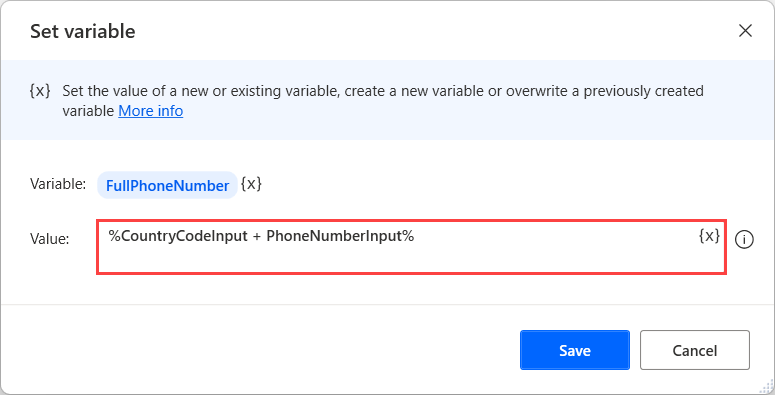 Set variable
{x} Set the value of a new or existing variable, create a new variable or overwrite a previously created
variable More info
Variable: FullPhoneNumber {x}
Value: %CountryCodeInput + PhoneNumberInput% {x}
Save Cancel